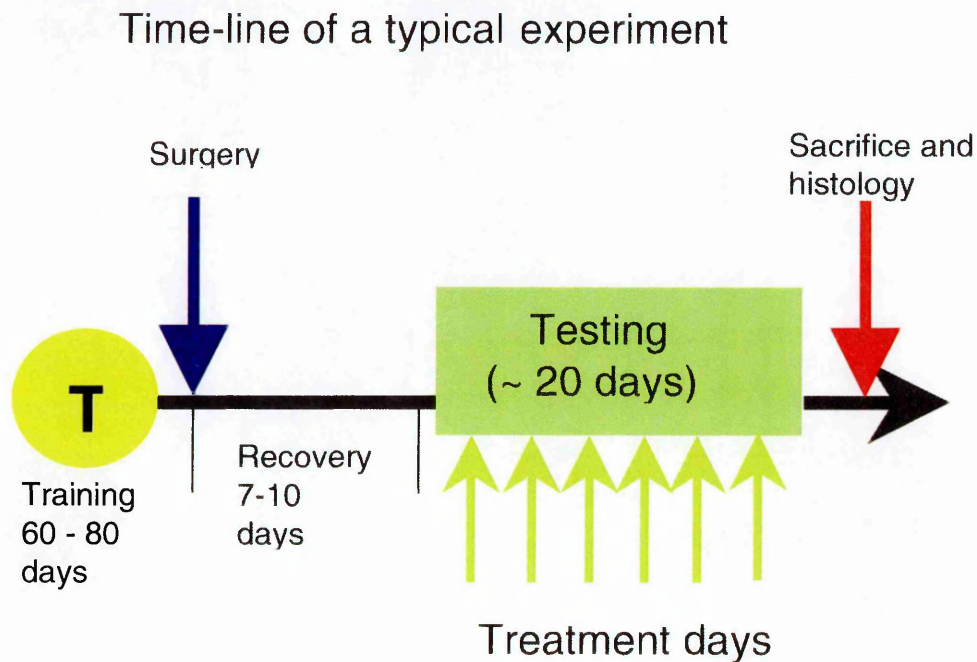 Time-line of a typical experiment
Surgery
Sacrifice and
histology
Testing
(~ 20 days)
T
Recovery
7-10
days
Training
60 - 80
days
Treatment days